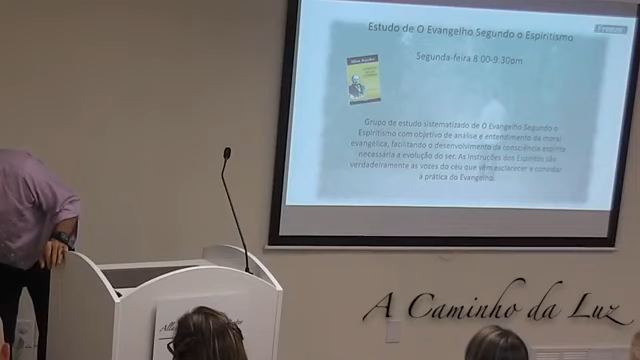 Estudo de O Evangelho Segundo o Espiritismo
Segunda-feira 8:00-9:30pm
Grupo de estudo sistematizado de O Evangelho Segundo o
Espiritismo com objetivo de análise e entendimento da moral
evangélica, facilitando o desenvolvimento da consciência espírita
necessária a evolução do ser. As instruções dos Espíritos são
verdadeiramente as vozes do céu que vêm esclarecer e convidar
à prática do Evangelho.
A Caminho da Luz